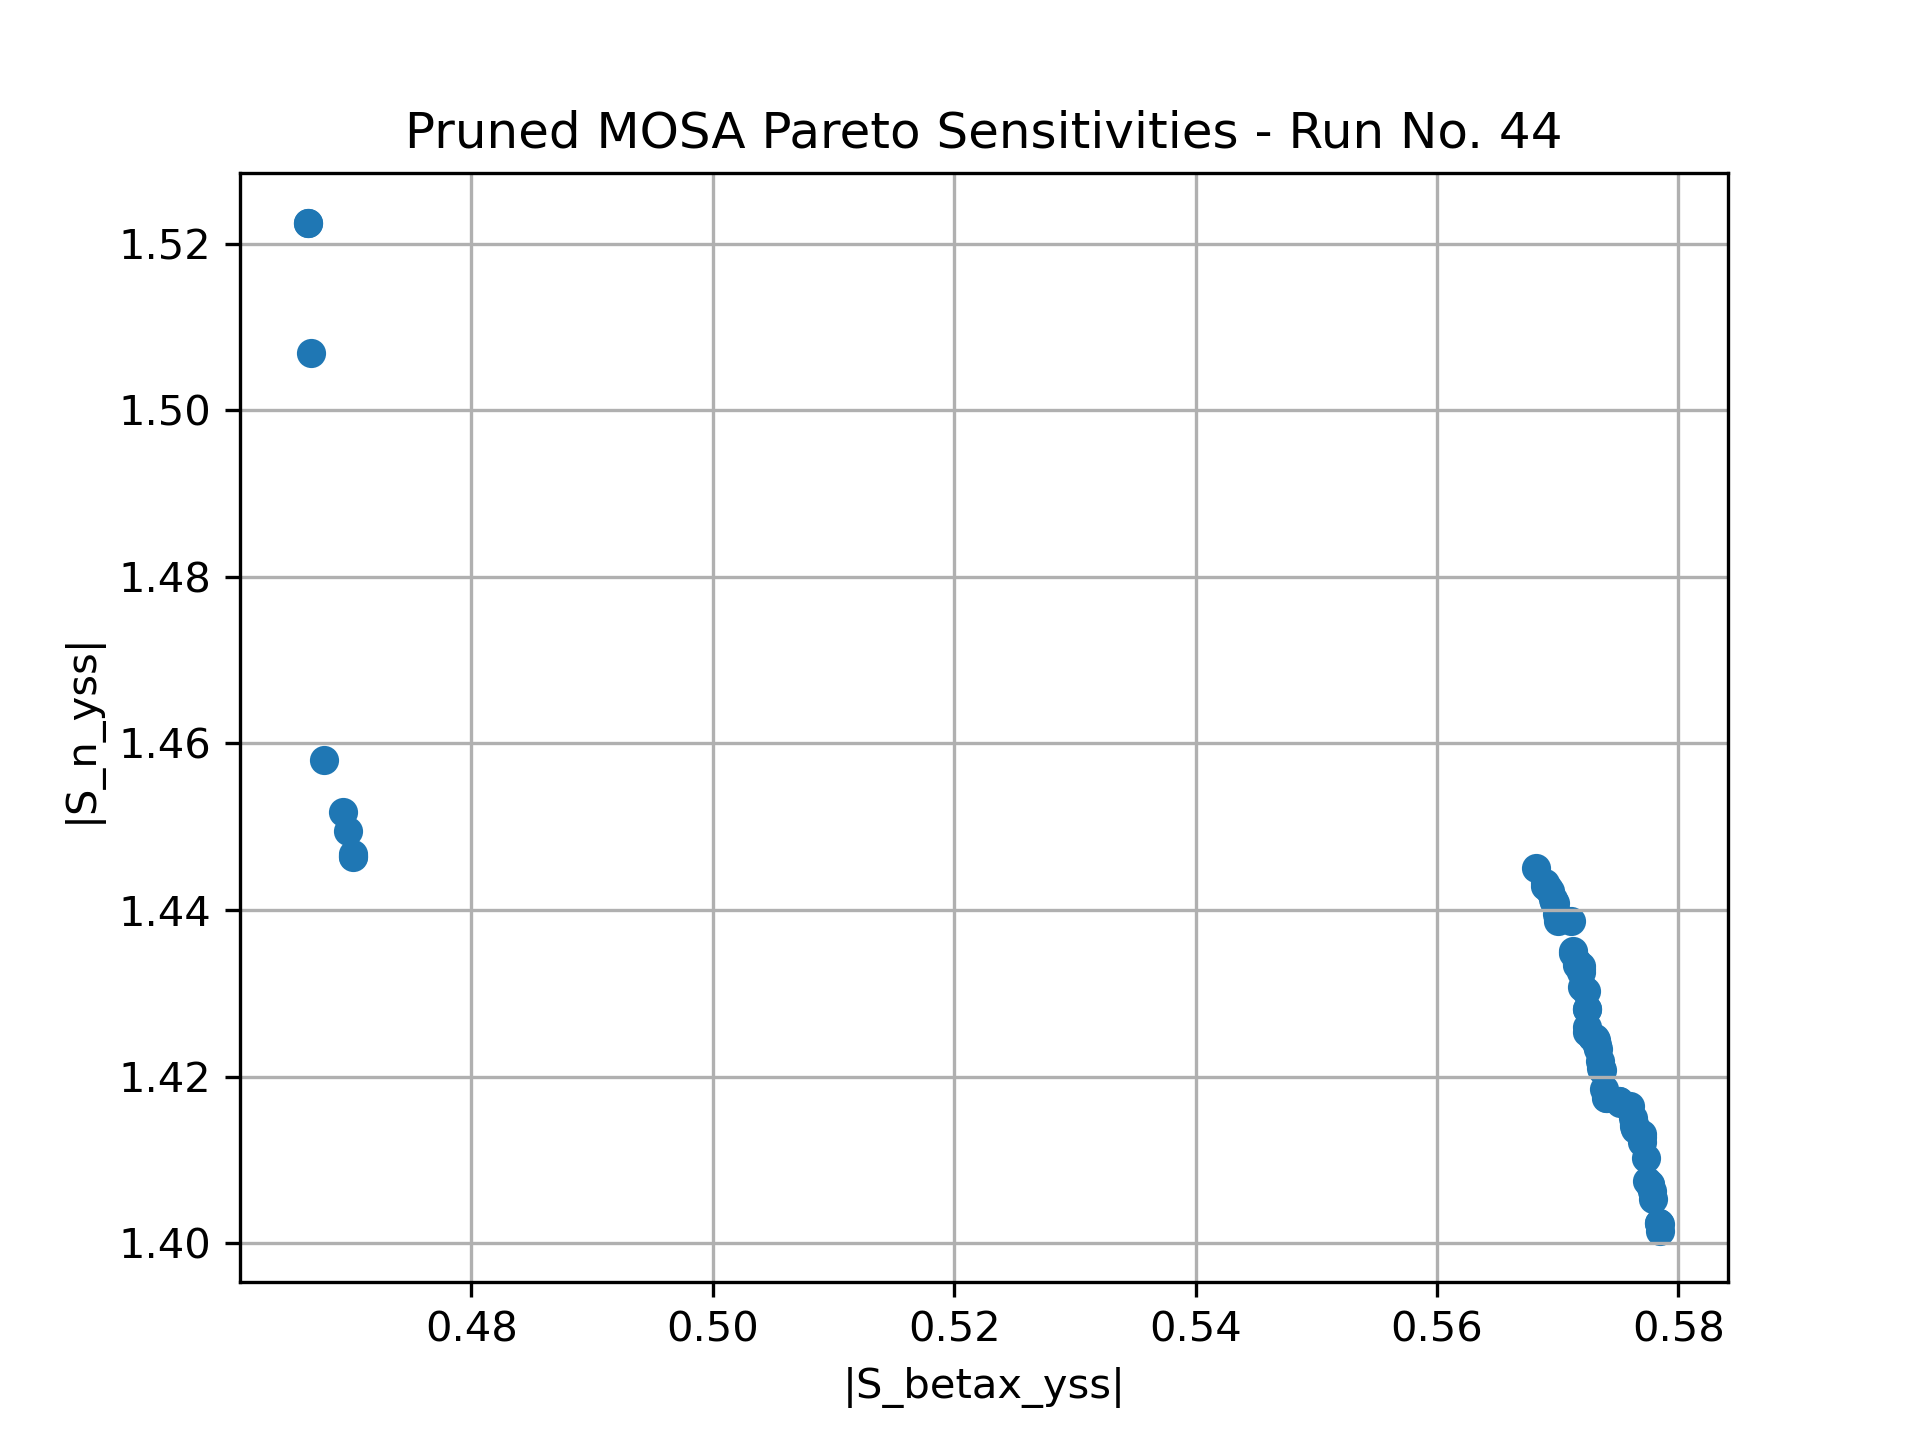 Pruned MOSA Pareto Sensitivities - Run No. 44
1.52
1.50
1.48
1.46
1.44
1.42
1.40
|S_n_yss|
0.48 0.50 0.52 0.54 0.56 0.58
|S_betax_yss|